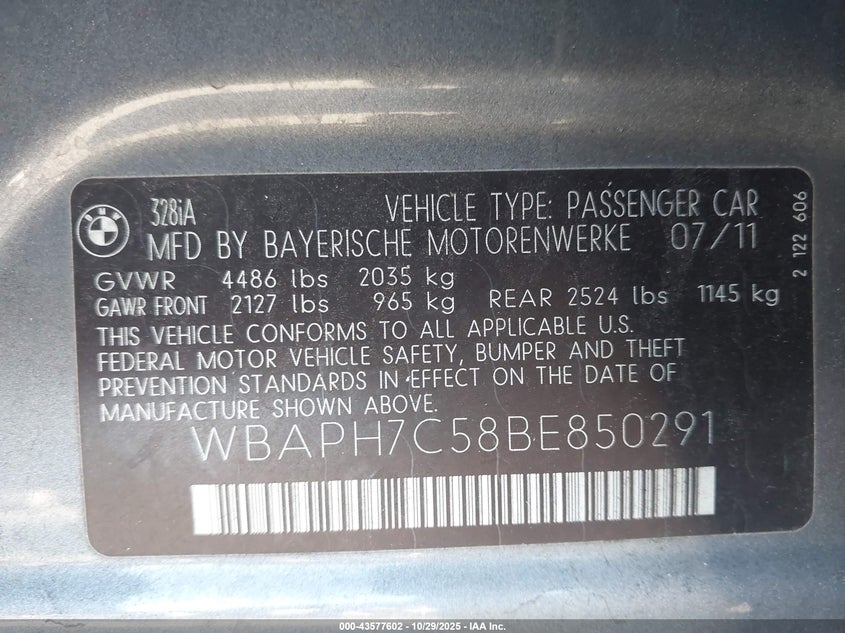 BMW
328iA VEHICLE TYPE: PASSENGER CAR
MFD BY BAYERISCHE MOTORENWERKE 07/11
GVWR 4486 lbs 2035 kg
GAWR FRONT 2127 lbs 965 kg REAR 2524 lbs 1145 kg
THIS VEHICLE CONFORMS TO ALL APPLICABLE U.S.
FEDERAL MOTOR VEHICLE SAFETY, BUMPER AND THEFT
PREVENTION STANDARDS IN EFFECT ON THE DATE OF
MANUFACTURE SHOWN ABOVE.
WBAPH7C58BE850291
2 122 606
000-43577602 - 10/29/2025 - IAA Inc.